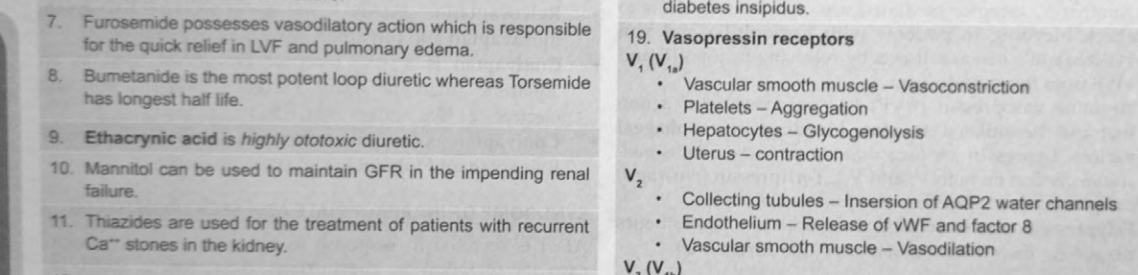 7. Furosemide possesses vasodilatory action which is responsible
for the quick relief in LVF and pulmonary edema.
8. Bumetanide is the most potent loop diuretic whereas Torsemide
has longest half life.
9. Ethacrynic acid is highly ototoxic diuretic.
10. Mannitol can be used to maintain GFR in the impending renal
failure.
11. Thiazides are used for the treatment of patients with recurrent
Ca⁺⁺ stones in the kidney.
diabetes insipidus.
19. Vasopressin receptors
V₁ (V₁ₐ)
• Vascular smooth muscle – Vasoconstriction
• Platelets – Aggregation
• Hepatocytes – Glycogenolysis
• Uterus – contraction
V₂
• Collecting tubules – Insersion of AQP2 water channels
• Endothelium – Release of vWF and factor 8
• Vascular smooth muscle – Vasodilation